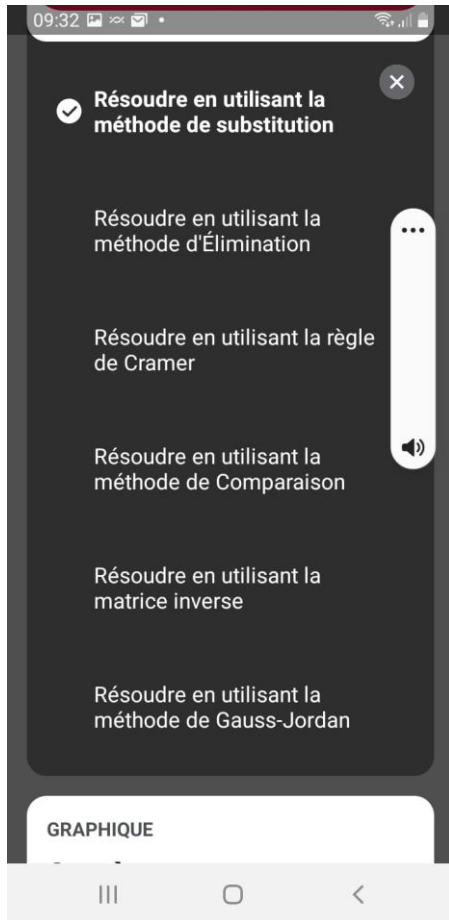 09:32
Résoudre en utilisant la
méthode de substitution
Résoudre en utilisant la
méthode d'Élimination
Résoudre en utilisant la règle
de Cramer
Résoudre en utilisant la
méthode de Comparaison
Résoudre en utilisant la
matrice inverse
Résoudre en utilisant la
méthode de Gauss-Jordan
GRAPHIQUE